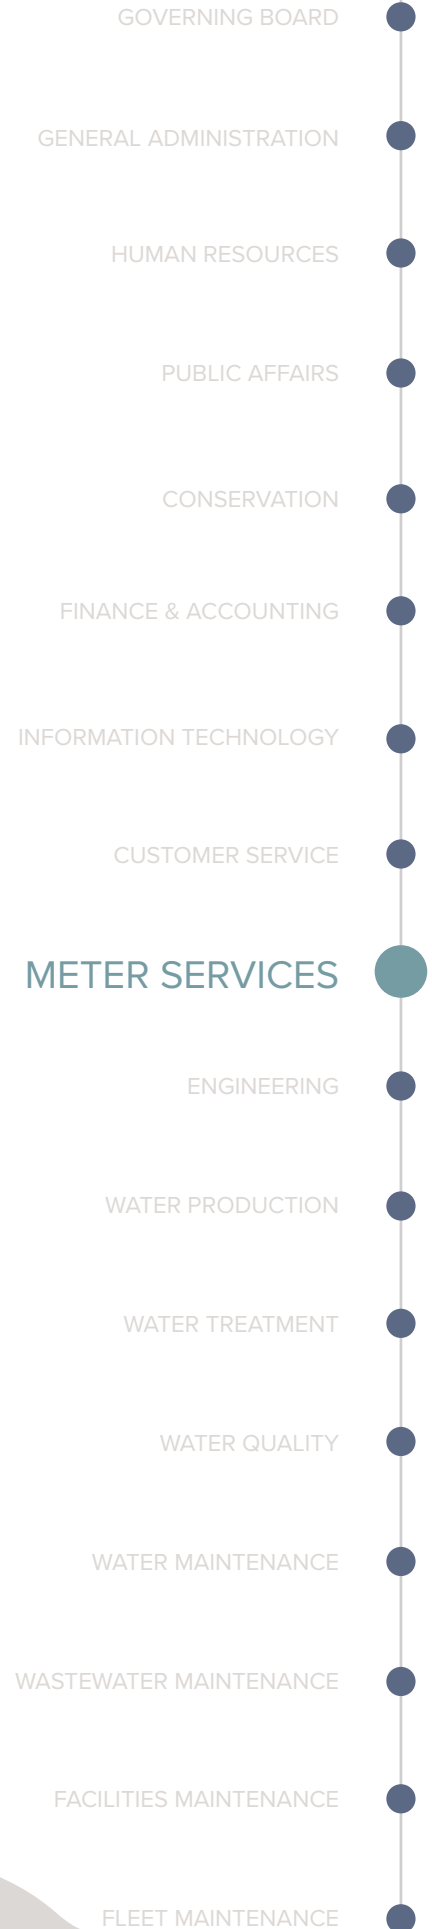 GOVERNING BOARD
GENERAL ADMINISTRATION
HUMAN RESOURCES
PUBLIC AFFAIRS
CONSERVATION
FINANCE & ACCOUNTING
INFORMATION TECHNOLOGY
CUSTOMER SERVICE
METER SERVICES
ENGINEERING
WATER PRODUCTION
WATER TREATMENT
WATER QUALITY
WATER MAINTENANCE
WASTEWATER MAINTENANCE
FACILITIES MAINTENANCE
FLEET MAINTENANCE